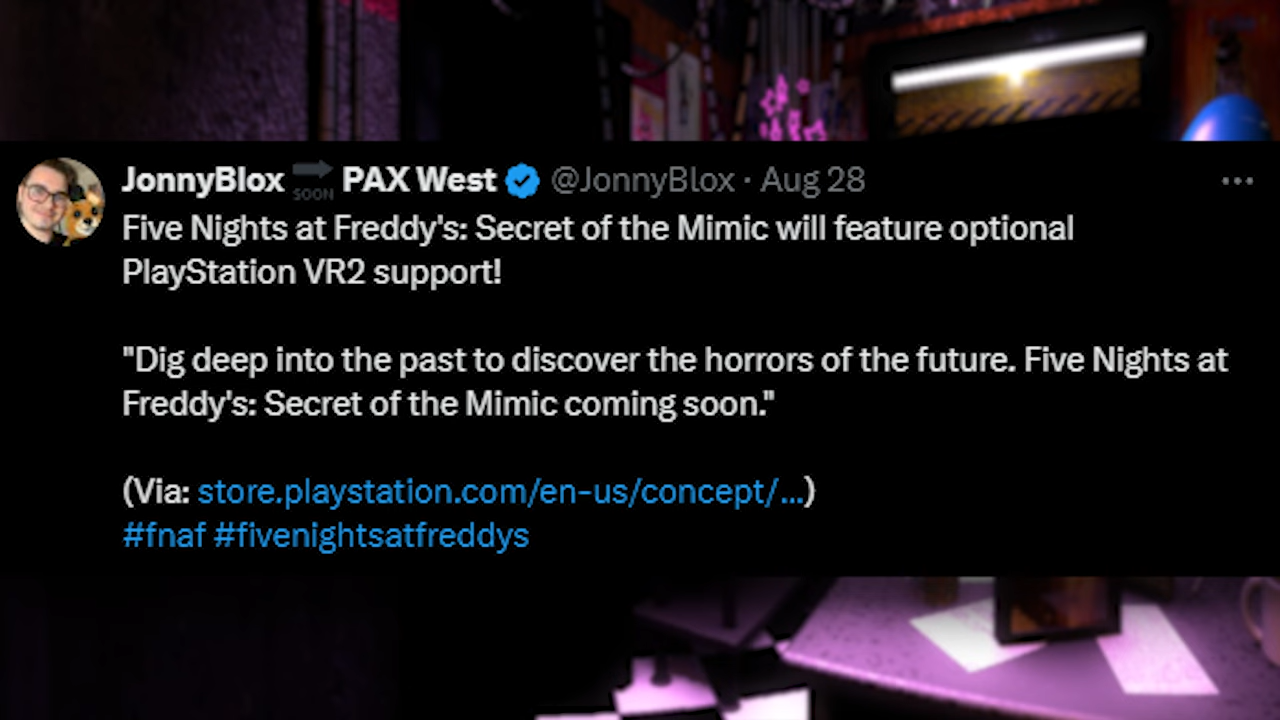 JonnyBlox 🔜 PAX West @JonnyBlox · Aug 28
Five Nights at Freddy's: Secret of the Mimic will feature optional
PlayStation VR2 support!
"Dig deep into the past to discover the horrors of the future. Five Nights at
Freddy's: Secret of the Mimic coming soon."
(Via: store.playstation.com/en-us/concept/...)
#fnaf #fivenightsatfreddys